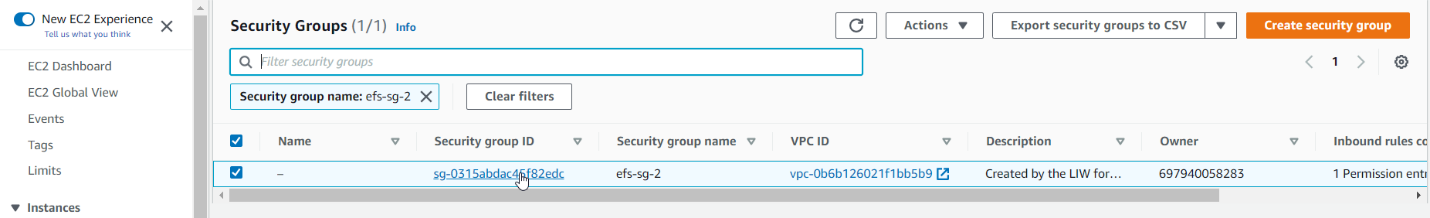 New EC2 Experience
Tell us what you think
EC2 Dashboard
EC2 Global View
Events
Tags
Limits
Instances
Security Groups (1/1) Info
Actions
Export security groups to CSV
Create security group
Filter security groups
1
Security group name: efs-sg-2
Clear filters
Name Security group ID Security group name VPC ID Description Owner Inbound rules co
– efs-sg-2 vpc-0b6b126021f1bb5b9 Created by the LIW for… 697940058283 1 Permission entr